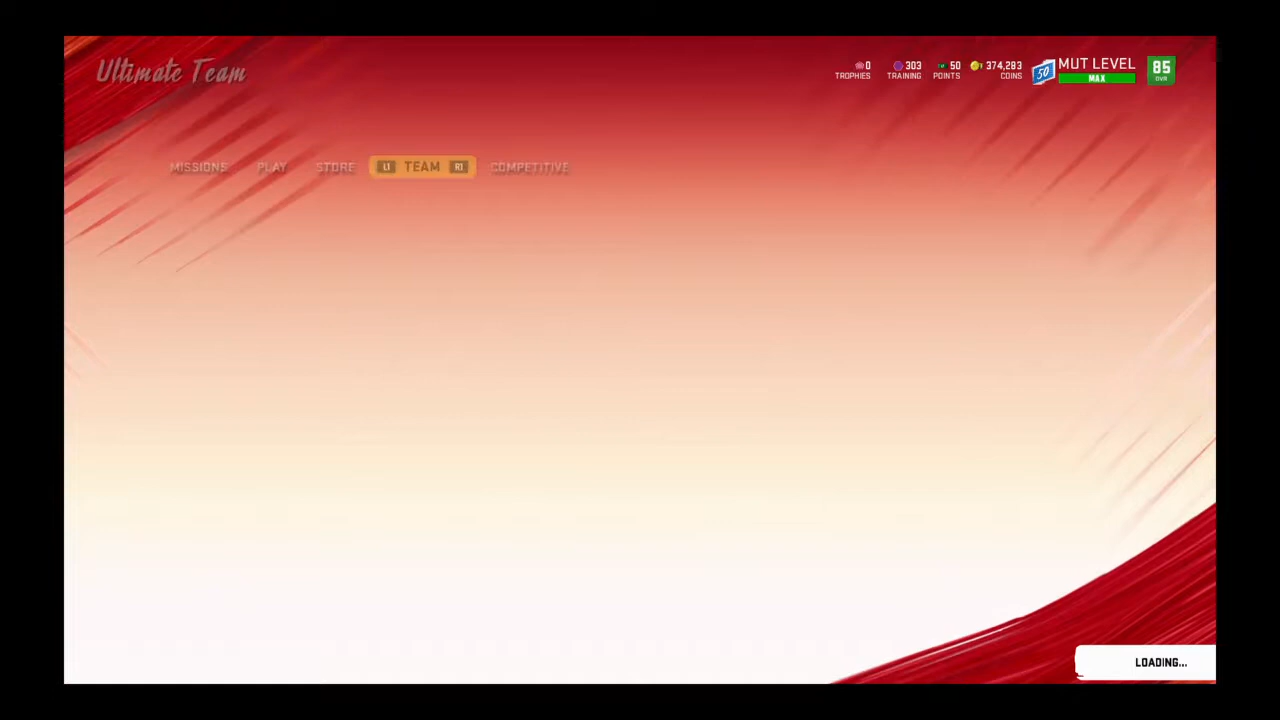 Ultimate Team
0 TROPHIES
303 TRAINING
50 POINTS
374,283 COINS
50 MUT LEVEL
MAX
85 OVR
MISSIONS PLAY STORE L1 TEAM R1 COMPETITIVE
LOADING...